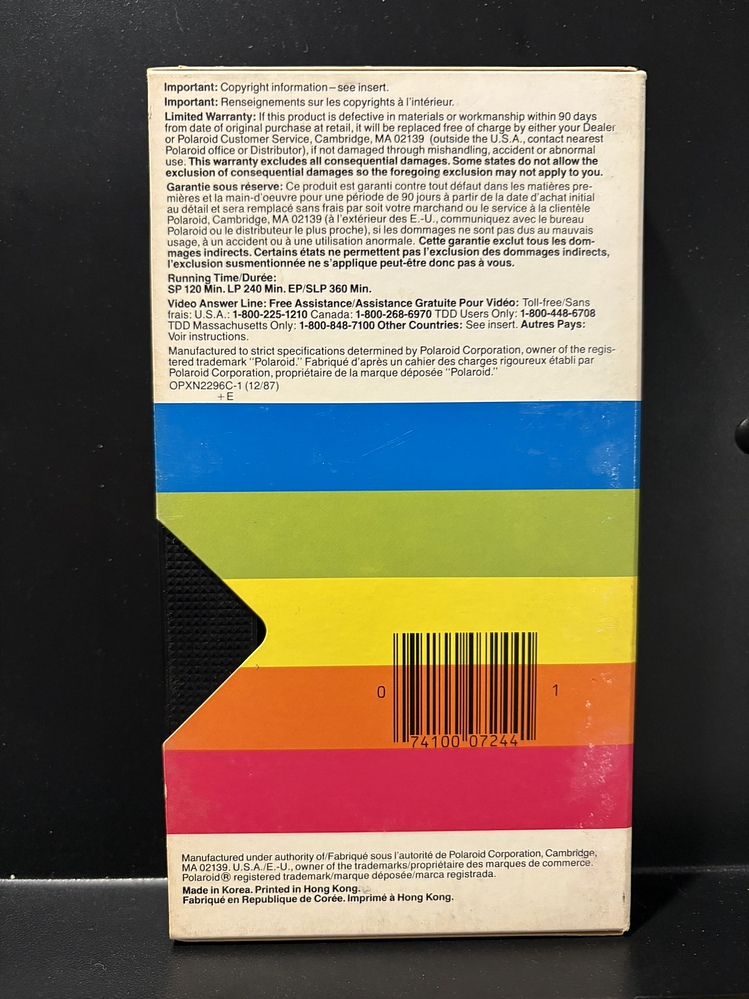 Important: Copyright information – see insert.
Important: Renseignements sur les copyrights à l'intérieur.
Limited Warranty: If this product is defective in materials or workmanship within 90 days
from date of original purchase at retail, it will be replaced free of charge by either your Dealer
or Polaroid Customer Service, Cambridge, MA 02139 (outside the U.S.A., contact nearest
Polaroid office or Distributor), if not damaged through mishandling, accident or abnormal
use. This warranty excludes all consequential damages. Some states do not allow the
exclusion of consequential damages so the foregoing exclusion may not apply to you.
Garantie sous réserve: Ce produit est garanti contre tout défaut dans les matières pre-
mières et la main-d'oeuvre pour une période de 90 jours à partir de la date d'achat initial
au détail et sera remplacé sans frais par soit votre marchand ou le service à la clientèle
Polaroid, Cambridge, MA 02139 (à l'extérieur des E.-U., communiquez avec le bureau
Polaroid ou le distributeur le plus proche), si les dommages ne sont pas dus au mauvais
usage, à un accident ou à une utilisation anormale. Cette garantie exclut tous les dom-
mages indirects. Certains états ne permettent pas l'exclusion des dommages indirects,
l'exclusion susmentionnée ne s'applique peut-être donc pas à vous.
Running Time/Durée:
SP 120 Min. LP 240 Min. EP/SLP 360 Min.
Video Answer Line: Free Assistance/Assistance Gratuite Pour Vidéo: Toll-free/Sans
frais: U.S.A.: 1-800-225-1210 Canada: 1-800-268-6970 TDD Users Only: 1-800-448-6708
TDD Massachusetts Only: 1-800-848-7100 Other Countries: See insert. Autres Pays:
Voir instructions.
Manufactured to strict specifications determined by Polaroid Corporation, owner of the regis-
tered trademark "Polaroid." Fabriqué d'après un cahier des charges rigoureux établi par
Polaroid Corporation, propriétaire de la marque déposée "Polaroid."
OPXN2296C-1 (12/87)
+E
0 74100 07244 1
Manufactured under authority of/Fabriqué sous l'autorité de Polaroid Corporation, Cambridge,
MA 02139. U.S.A./E.-U., owner of the trademarks/propriétaire des marques de commerce.
Polaroid® registered trademark/marque déposée/marca registrada.
Made in Korea. Printed in Hong Kong.
Fabriqué en Republique de Corée. Imprimé à Hong Kong.